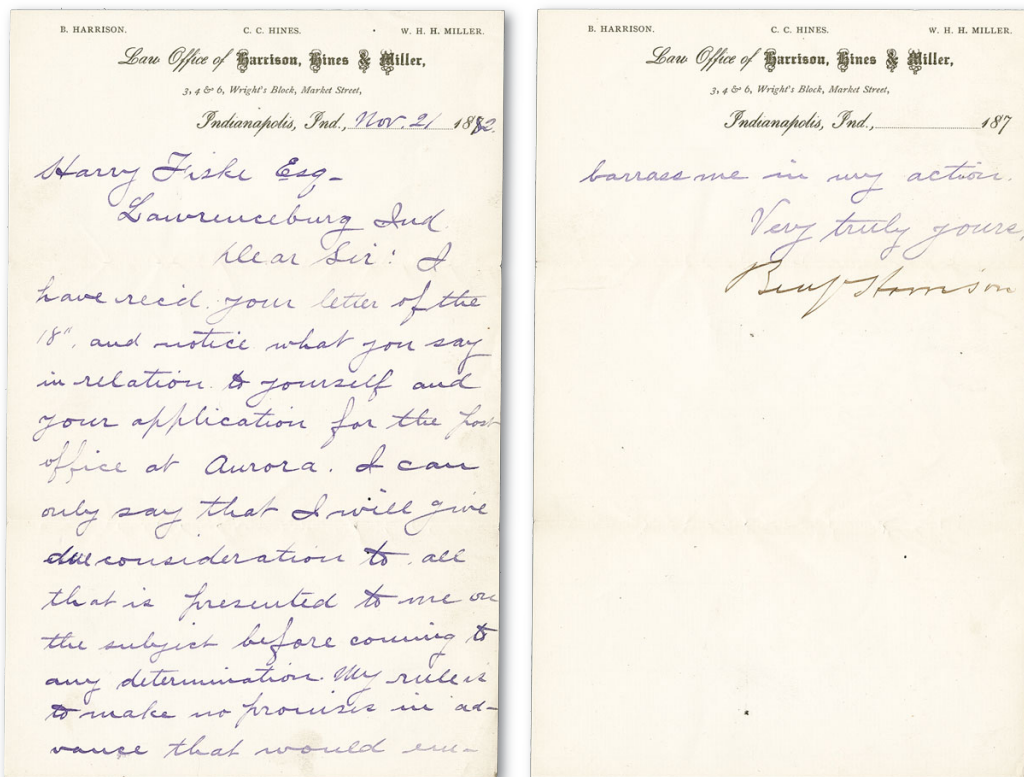 B. HARRISON. C. C. HINES. W. H. H. MILLER.
Law Office of Harrison, Hines & Miller,
3, 4 & 6, Wright's Block, Market Street,
Indianapolis, Ind., Nov. 21 1882.
Harry Fiske Esq-
Lawrenceburg Ind
Dear Sir: I
have rec'd. your letter of the
18". and notice what you say
in relation to yourself and
your application for the post
office at Aurora. I can
only say that I will give
due consideration to all
that is presented to me on
the subject before coming to
any determination. My rule is
to make no promises in ad-
vance that would em-
B. HARRISON. C. C. HINES. W. H. H. MILLER.
Law Office of Harrison, Hines & Miller,
3, 4 & 6, Wright's Block, Market Street,
Indianapolis, Ind., 187
barrass me in my action.
Very truly yours,
Benj Harrison